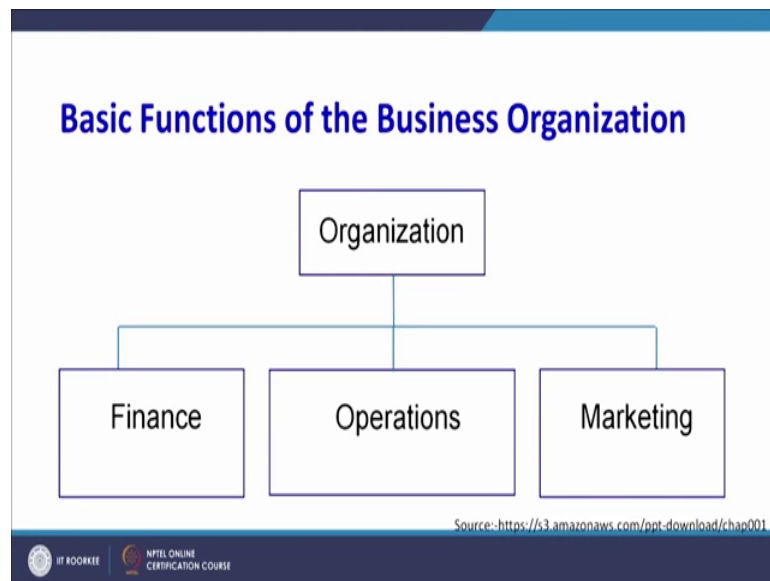 Basic Functions of the Business Organization
Organization
Finance
Operations
Marketing
Source:-https://s3.amazonaws.com/ppt-download/chap001
IIT ROORKEE
NPTEL ONLINE
CERTIFICATION COURSE